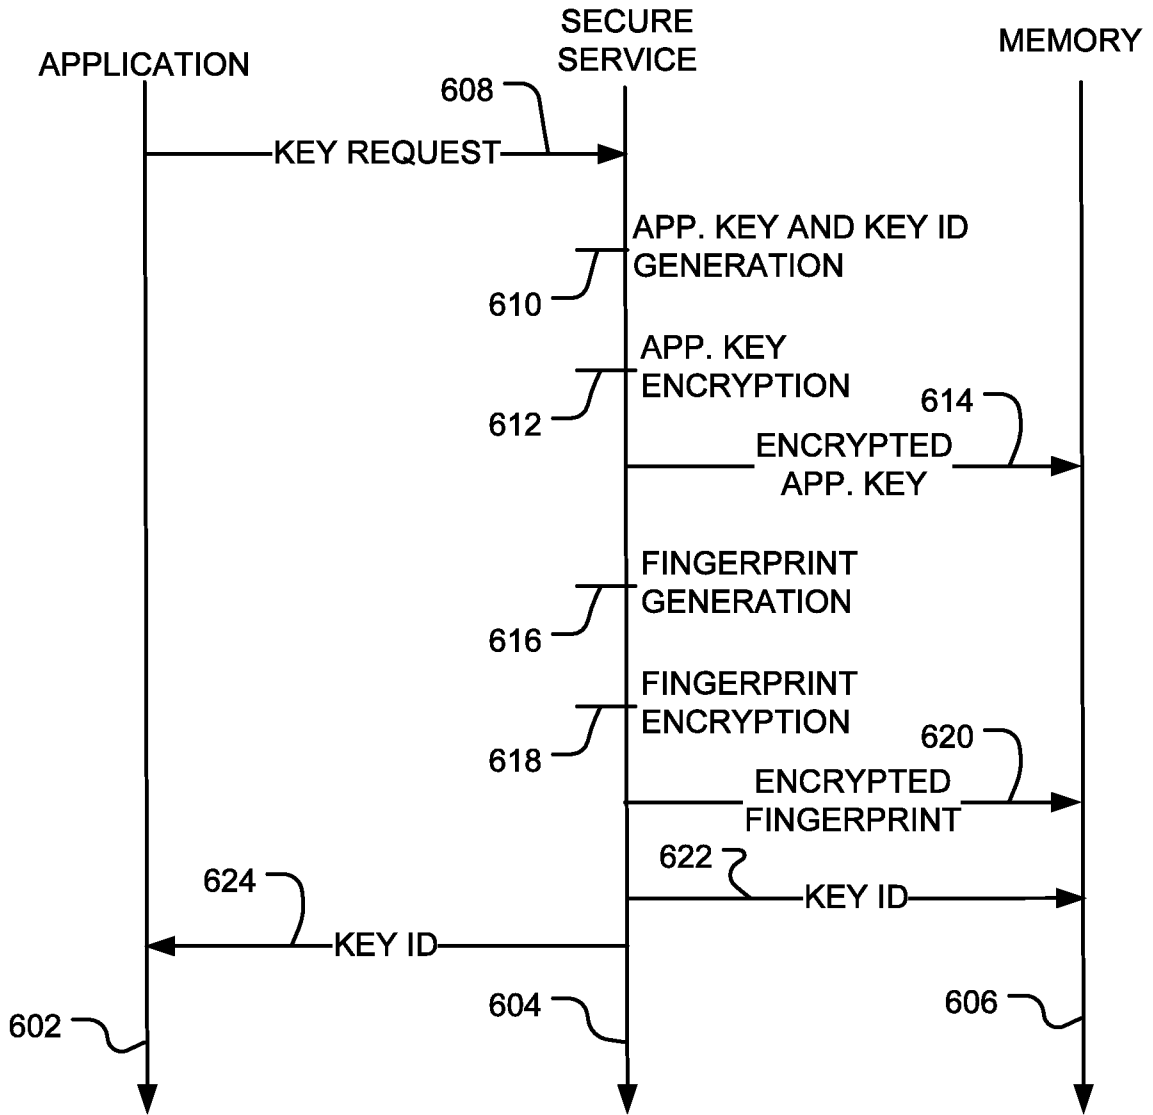 APPLICATION
SECURE
SERVICE
MEMORY
608
KEY REQUEST
APP. KEY AND KEY ID
GENERATION
610
APP. KEY
ENCRYPTION
612
614
ENCRYPTED
APP. KEY
FINGERPRINT
GENERATION
616
FINGERPRINT
ENCRYPTION
618
620
ENCRYPTED
FINGERPRINT
622
KEY ID
624
KEY ID
602
604
606